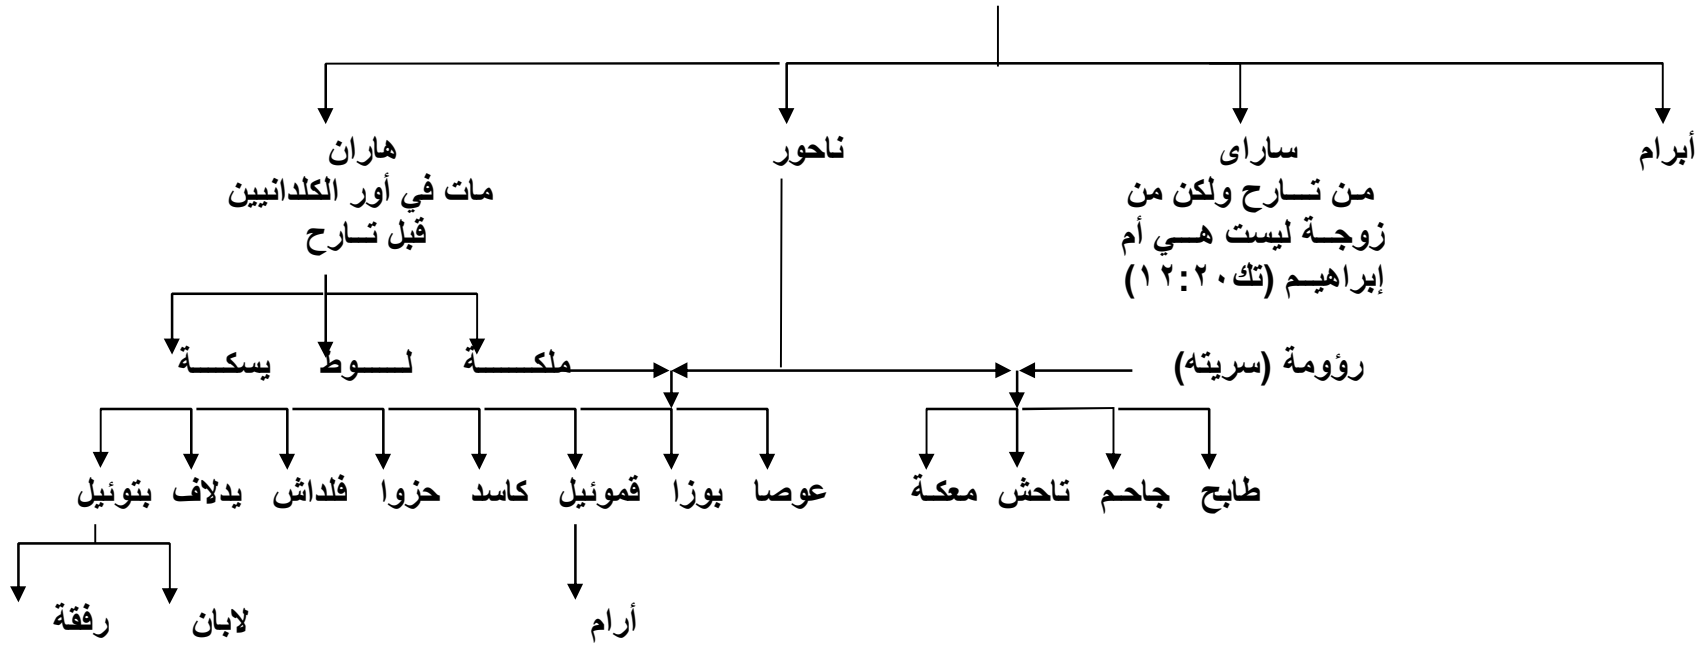 أبرام ساراى ناحور هاران
من تارح ولكن من مات في أور الكلدانيين
زوجة ليست هي أم قبل تارح
إبراهيم (تك١٢:٢٠)
رؤومة (سريته) ملكة لوط يسكة
طابح جاحم تاحش معكة عوصا بوزا قموئيل كاسد حزوا فلداش يدلاف بتوئيل
أرام لابان رفقة